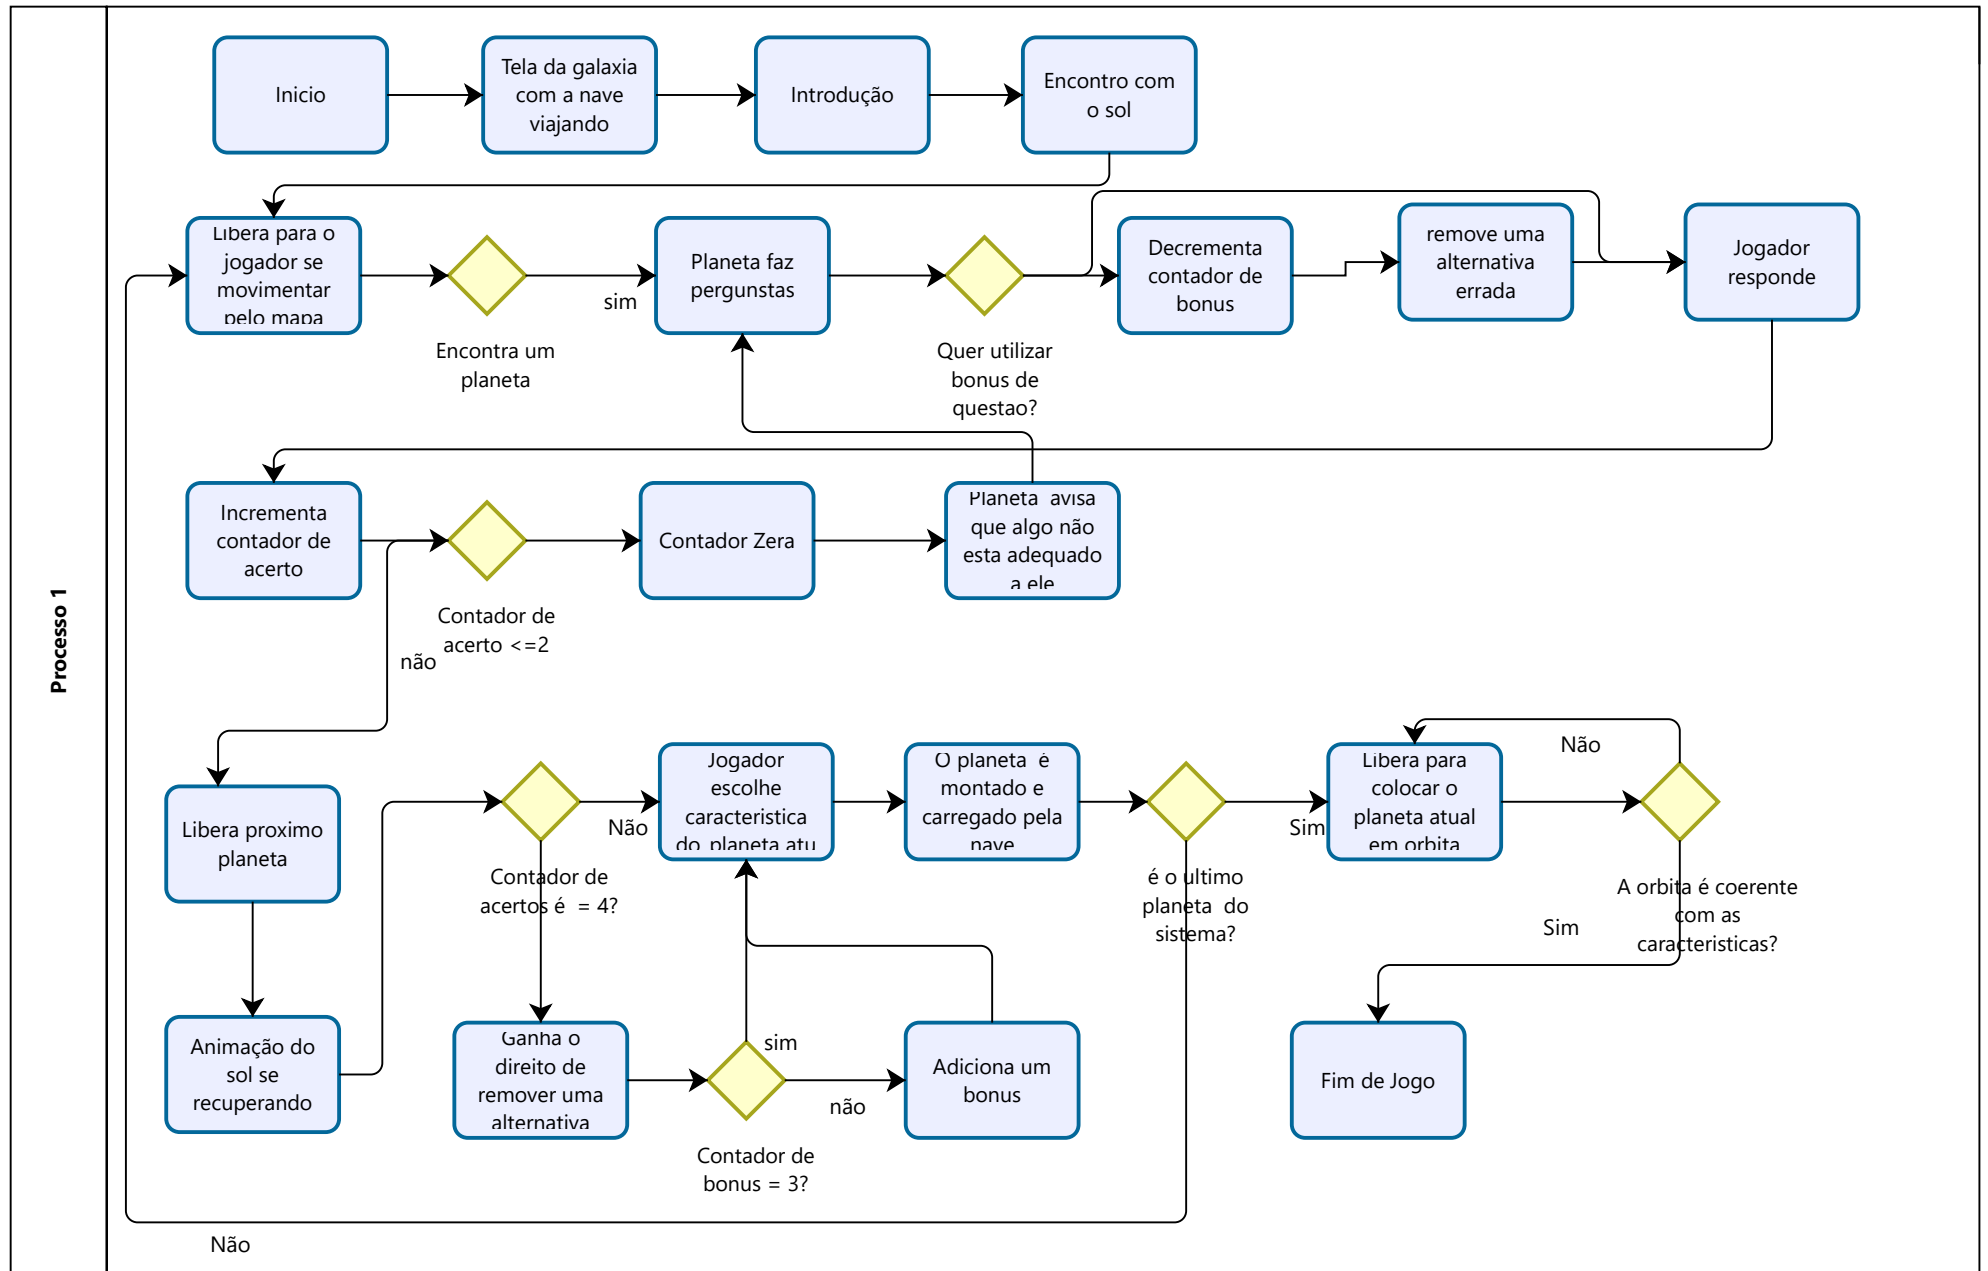 Processo 1
Inicio
Tela da galaxia
com a nave
viajando
Introdução
Encontro com
o sol
Libera para o
jogador se
movimentar
pelo mapa
Encontra um
planeta
sim
Planeta faz
pergunstas
Quer utilizar
bonus de
questao?
Decrementa
contador de
bonus
remove uma
alternativa
errada
Jogador
responde
Incrementa
contador de
acerto
Contador de
acerto <=2
não
Contador Zera
Planeta avisa
que algo não
esta adequado
a ele
Libera proximo
planeta
Animação do
sol se
recuperando
Contador de
acertos é = 4?
Não
Jogador
escolhe
caracteristica
do planeta atu
O planeta é
montado e
carregado pela
nave
é o ultimo
planeta do
sistema?
Sim
Libera para
colocar o
planeta atual
em orbita
Não
A orbita é coerente
com as
caracteristicas?
Sim
Ganha o
direito de
remover uma
alternativa
Contador de
bonus = 3?
sim
não
Adiciona um
bonus
Fim de Jogo
Não